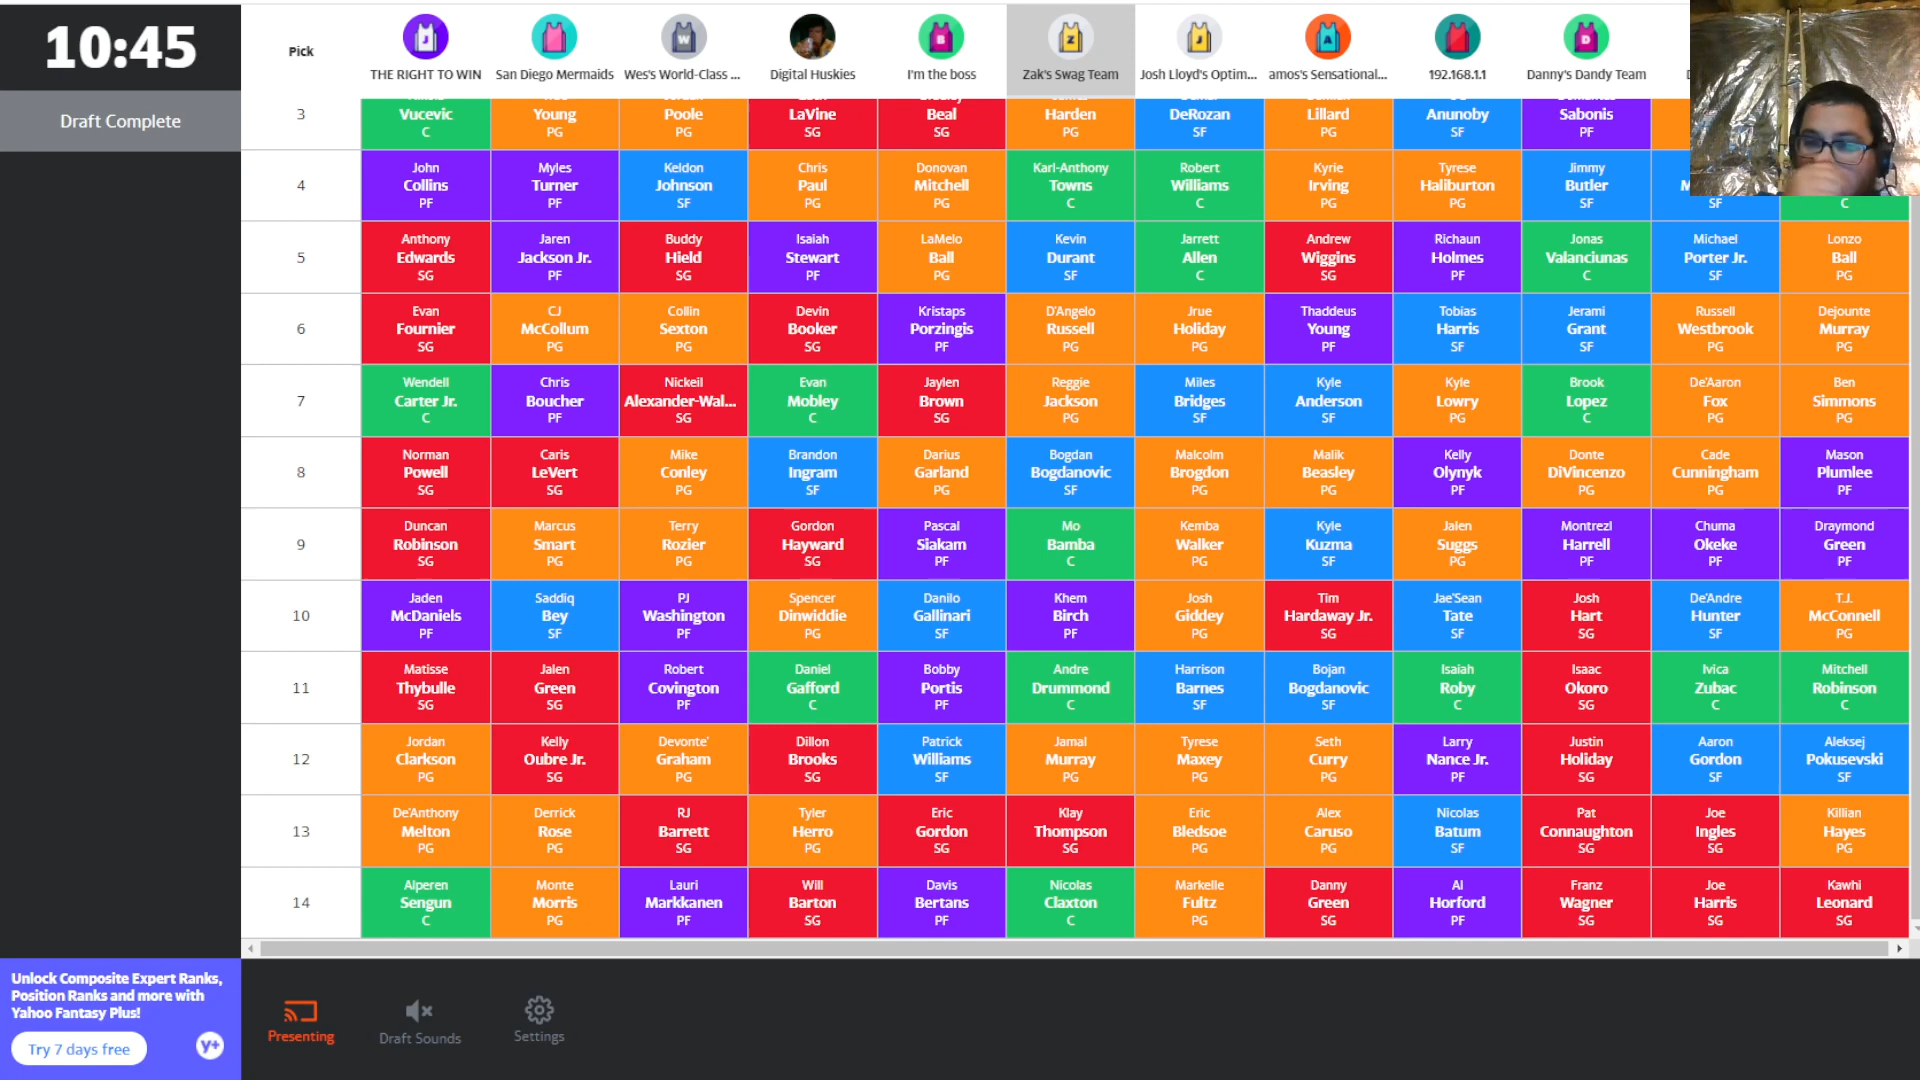 10:45
Draft Complete
Pick
THE RIGHT TO WIN
San Diego Mermaids
Wes's World-Class ...
Digital Huskies
I'm the boss
Zak's Swag Team
Josh Lloyd's Optim...
amos's Sensational...
192.168.1.1
Danny's Dandy Team
3
Vucevic
C
Young
PG
Poole
PG
LaVine
SG
Beal
SG
Harden
PG
DeRozan
SF
Lillard
PG
Anunoby
SF
Sabonis
PF
4
John
Collins
PF
Myles
Turner
PF
Keldon
Johnson
SF
Chris
Paul
PG
Donovan
Mitchell
PG
Karl-Anthony
Towns
C
Robert
Williams
C
Kyrie
Irving
PG
Tyrese
Haliburton
PG
Jimmy
Butler
SF
SF
C
5
Anthony
Edwards
SG
Jaren
Jackson Jr.
PF
Buddy
Hield
SG
Isaiah
Stewart
PF
LaMelo
Ball
PG
Kevin
Durant
SF
Jarrett
Allen
C
Andrew
Wiggins
SG
Richaun
Holmes
PF
Jonas
Valanciunas
C
Michael
Porter Jr.
SF
Lonzo
Ball
PG
6
Evan
Fournier
SG
CJ
McCollum
PG
Collin
Sexton
PG
Devin
Booker
SG
Kristaps
Porzingis
PF
D'Angelo
Russell
PG
Jrue
Holiday
PG
Thaddeus
Young
PF
Tobias
Harris
SF
Jerami
Grant
SF
Russell
Westbrook
PG
Dejounte
Murray
PG
7
Wendell
Carter Jr.
C
Chris
Boucher
PF
Nickeil
Alexander-Wal...
SG
Evan
Mobley
C
Jaylen
Brown
SG
Reggie
Jackson
PG
Miles
Bridges
SF
Kyle
Anderson
SF
Kyle
Lowry
PG
Brook
Lopez
C
De'Aaron
Fox
PG
Ben
Simmons
PG
8
Norman
Powell
SG
Caris
LeVert
SG
Mike
Conley
PG
Brandon
Ingram
SF
Darius
Garland
PG
Bogdan
Bogdanovic
SF
Malcolm
Brogdon
PG
Malik
Beasley
PG
Kelly
Olynyk
PF
Donte
DiVincenzo
PG
Cade
Cunningham
PG
Mason
Plumlee
PF
9
Duncan
Robinson
SG
Marcus
Smart
PG
Terry
Rozier
PG
Gordon
Hayward
SG
Pascal
Siakam
PF
Mo
Bamba
C
Kemba
Walker
PG
Kyle
Kuzma
SF
Jalen
Suggs
PG
Montrezl
Harrell
PF
Chuma
Okeke
PF
Draymond
Green
PF
10
Jaden
McDaniels
PF
Saddiq
Bey
SF
PJ
Washington
PF
Spencer
Dinwiddie
PG
Danilo
Gallinari
SF
Khem
Birch
PF
Josh
Giddey
PG
Tim
Hardaway Jr.
SG
Jae'Sean
Tate
SF
Josh
Hart
SG
De'Andre
Hunter
SF
T.J.
McConnell
PG
11
Matisse
Thybulle
SG
Jalen
Green
SG
Robert
Covington
PF
Daniel
Gafford
C
Bobby
Portis
PF
Andre
Drummond
C
Harrison
Barnes
SF
Bojan
Bogdanovic
SF
Isaiah
Roby
C
Isaac
Okoro
SG
Ivica
Zubac
C
Mitchell
Robinson
C
12
Jordan
Clarkson
PG
Kelly
Oubre Jr.
SG
Devonte'
Graham
PG
Dillon
Brooks
SG
Patrick
Williams
SF
Jamal
Murray
PG
Tyrese
Maxey
PG
Seth
Curry
PG
Larry
Nance Jr.
PF
Justin
Holiday
SG
Aaron
Gordon
SF
Aleksej
Pokusevski
SF
13
De'Anthony
Melton
PG
Derrick
Rose
PG
RJ
Barrett
SG
Tyler
Herro
PG
Eric
Gordon
SG
Klay
Thompson
SG
Eric
Bledsoe
PG
Alex
Caruso
PG
Nicolas
Batum
SF
Pat
Connaughton
SG
Joe
Ingles
SG
Killian
Hayes
PG
14
Alperen
Sengun
C
Monte
Morris
PG
Lauri
Markkanen
PF
Will
Barton
SG
Davis
Bertans
PF
Nicolas
Claxton
C
Markelle
Fultz
PG
Danny
Green
SG
Al
Horford
PF
Franz
Wagner
SG
Joe
Harris
SG
Kawhi
Leonard
SG
Unlock Composite Expert Ranks,
Position Ranks and more with
Yahoo Fantasy Plus!
Try 7 days free
y+
Presenting
Draft Sounds
Settings